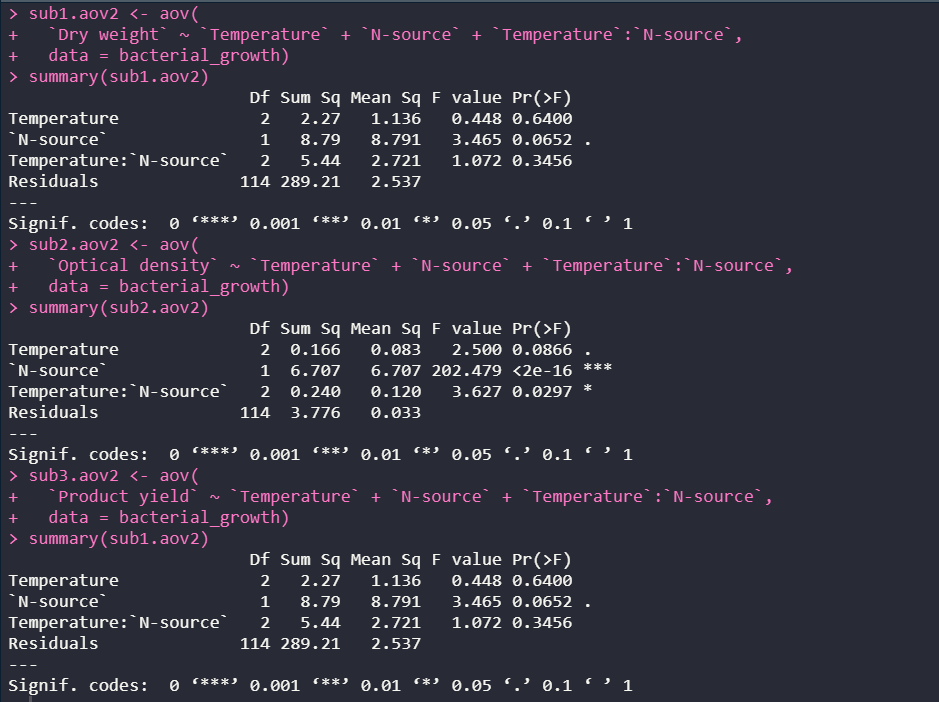 > sub1.aov2 <- aov(
+   `Dry weight` ~ `Temperature` + `N-source` + `Temperature`:`N-source`,
+   data = bacterial_growth)
> summary(sub1.aov2)
                        Df Sum Sq Mean Sq F value Pr(>F)
Temperature              2   2.27   1.136   0.448 0.6400
`N-source`               1   8.79   8.791   3.465 0.0652 .
Temperature:`N-source`   2   5.44   2.721   1.072 0.3456
Residuals              114 289.21   2.537
---
Signif. codes:  0 ‘***’ 0.001 ‘**’ 0.01 ‘*’ 0.05 ‘.’ 0.1 ‘ ’ 1
> sub2.aov2 <- aov(
+   `Optical density` ~ `Temperature` + `N-source` + `Temperature`:`N-source`,
+   data = bacterial_growth)
> summary(sub2.aov2)
                        Df Sum Sq Mean Sq F value Pr(>F)
Temperature              2  0.166   0.083   2.500 0.0866 .
`N-source`               1  6.707   6.707 202.479 <2e-16 ***
Temperature:`N-source`   2  0.240   0.120   3.627 0.0297 *
Residuals              114  3.776   0.033
---
Signif. codes:  0 ‘***’ 0.001 ‘**’ 0.01 ‘*’ 0.05 ‘.’ 0.1 ‘ ’ 1
> sub3.aov2 <- aov(
+   `Product yield` ~ `Temperature` + `N-source` + `Temperature`:`N-source`,
+   data = bacterial_growth)
> summary(sub1.aov2)
                        Df Sum Sq Mean Sq F value Pr(>F)
Temperature              2   2.27   1.136   0.448 0.6400
`N-source`               1   8.79   8.791   3.465 0.0652 .
Temperature:`N-source`   2   5.44   2.721   1.072 0.3456
Residuals              114 289.21   2.537
---
Signif. codes:  0 ‘***’ 0.001 ‘**’ 0.01 ‘*’ 0.05 ‘.’ 0.1 ‘ ’ 1